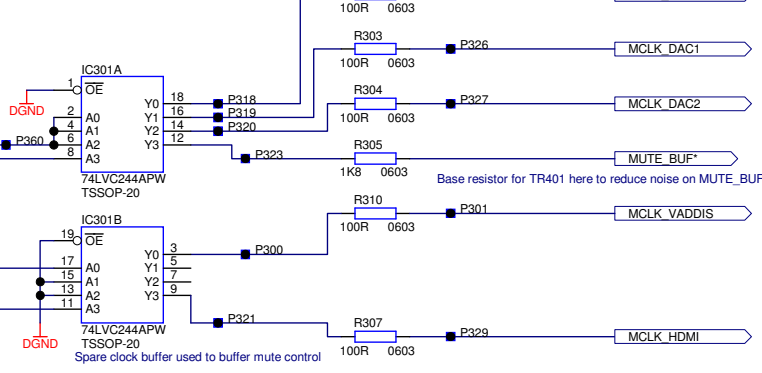 100R 0603
R303
P326
MCLK_DAC1
100R 0603
IC301A
1 OE
DGND
R304
P327
MCLK_DAC2
100R 0603
Y0 18 P318
Y1 16 P319
Y2 14 P320
Y3 12
2 A0
4 A1
P360 6 A2
8 A3
P323
R305
MUTE_BUF*
1K8 0603
74LVC244APW
TSSOP-20
Base resistor for TR401 here to reduce noise on MUTE_BUF
IC301B
19 OE
R310
P301
MCLK_VADDIS
100R 0603
Y0 3 P300
17 A0 Y1 5
15 A1 Y2 7
13 A2 Y3 9
11 A3
P321
R307
P329
MCLK_HDMI
100R 0603
74LVC244APW
TSSOP-20
DGND
Spare clock buffer used to buffer mute control